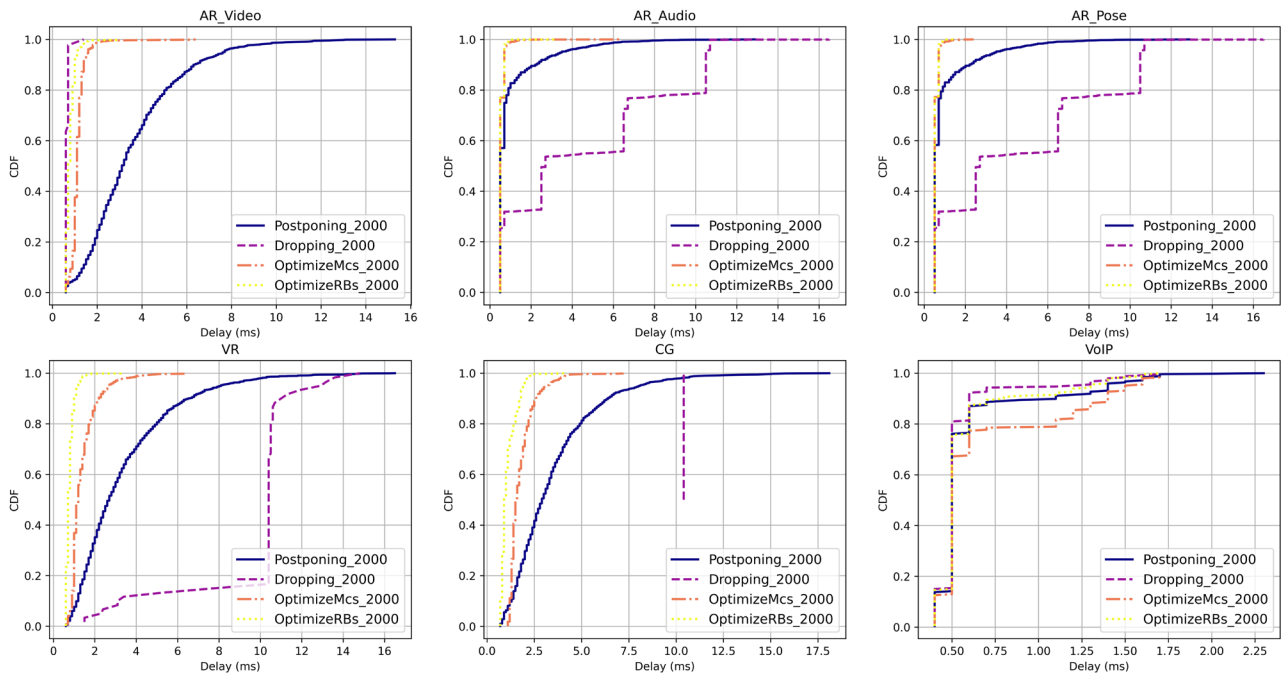 AR_Video
CDF
1.0
0.8
0.6
0.4
0.2
0.0
Postponing_2000
Dropping_2000
OptimizeMcs_2000
OptimizeRBs_2000
0 2 4 6 8 10 12 14 16
Delay (ms)
AR_Audio
CDF
1.0
0.8
0.6
0.4
0.2
0.0
Postponing_2000
Dropping_2000
OptimizeMcs_2000
OptimizeRBs_2000
0 2 4 6 8 10 12 14 16
Delay (ms)
AR_Pose
CDF
1.0
0.8
0.6
0.4
0.2
0.0
Postponing_2000
Dropping_2000
OptimizeMcs_2000
OptimizeRBs_2000
0 2 4 6 8 10 12 14 16
Delay (ms)
VR
CDF
1.0
0.8
0.6
0.4
0.2
0.0
Postponing_2000
Dropping_2000
OptimizeMcs_2000
OptimizeRBs_2000
0 2 4 6 8 10 12 14 16
Delay (ms)
CG
CDF
1.0
0.8
0.6
0.4
0.2
0.0
Postponing_2000
Dropping_2000
OptimizeMcs_2000
OptimizeRBs_2000
0.0 2.5 5.0 7.5 10.0 12.5 15.0 17.5
Delay (ms)
VoIP
CDF
1.0
0.8
0.6
0.4
0.2
0.0
Postponing_2000
Dropping_2000
OptimizeMcs_2000
OptimizeRBs_2000
0.50 0.75 1.00 1.25 1.50 1.75 2.00 2.25
Delay (ms)